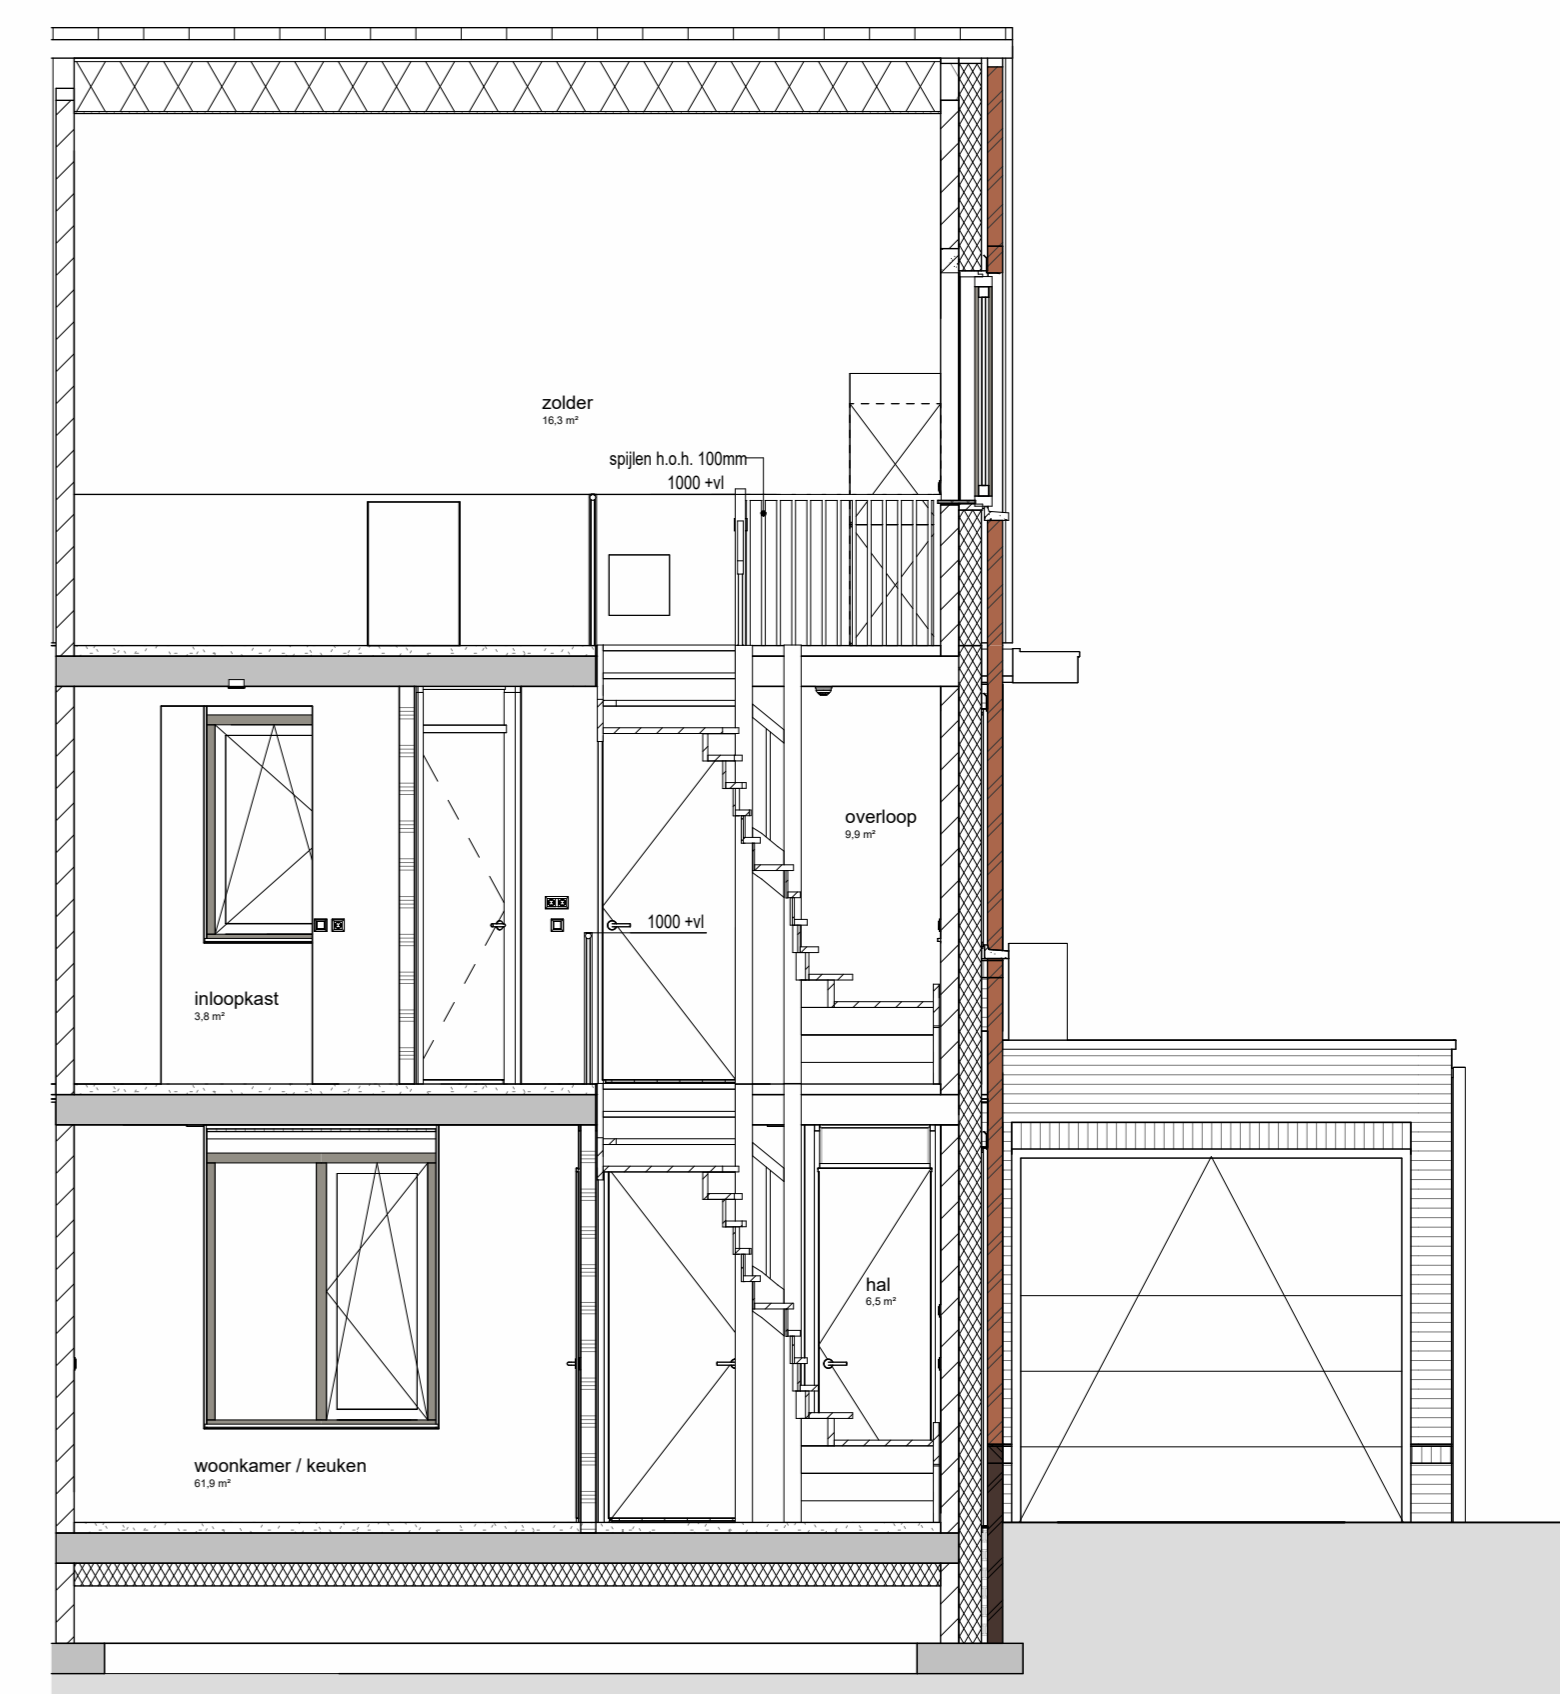 zolder
16,3 m²
spijlen h.o.h. 100mm
1000 +vl
overloop
9,9 m²
1000 +vl
inloopkast
3,8 m²
hal
6,5 m²
woonkamer / keuken
61,9 m²